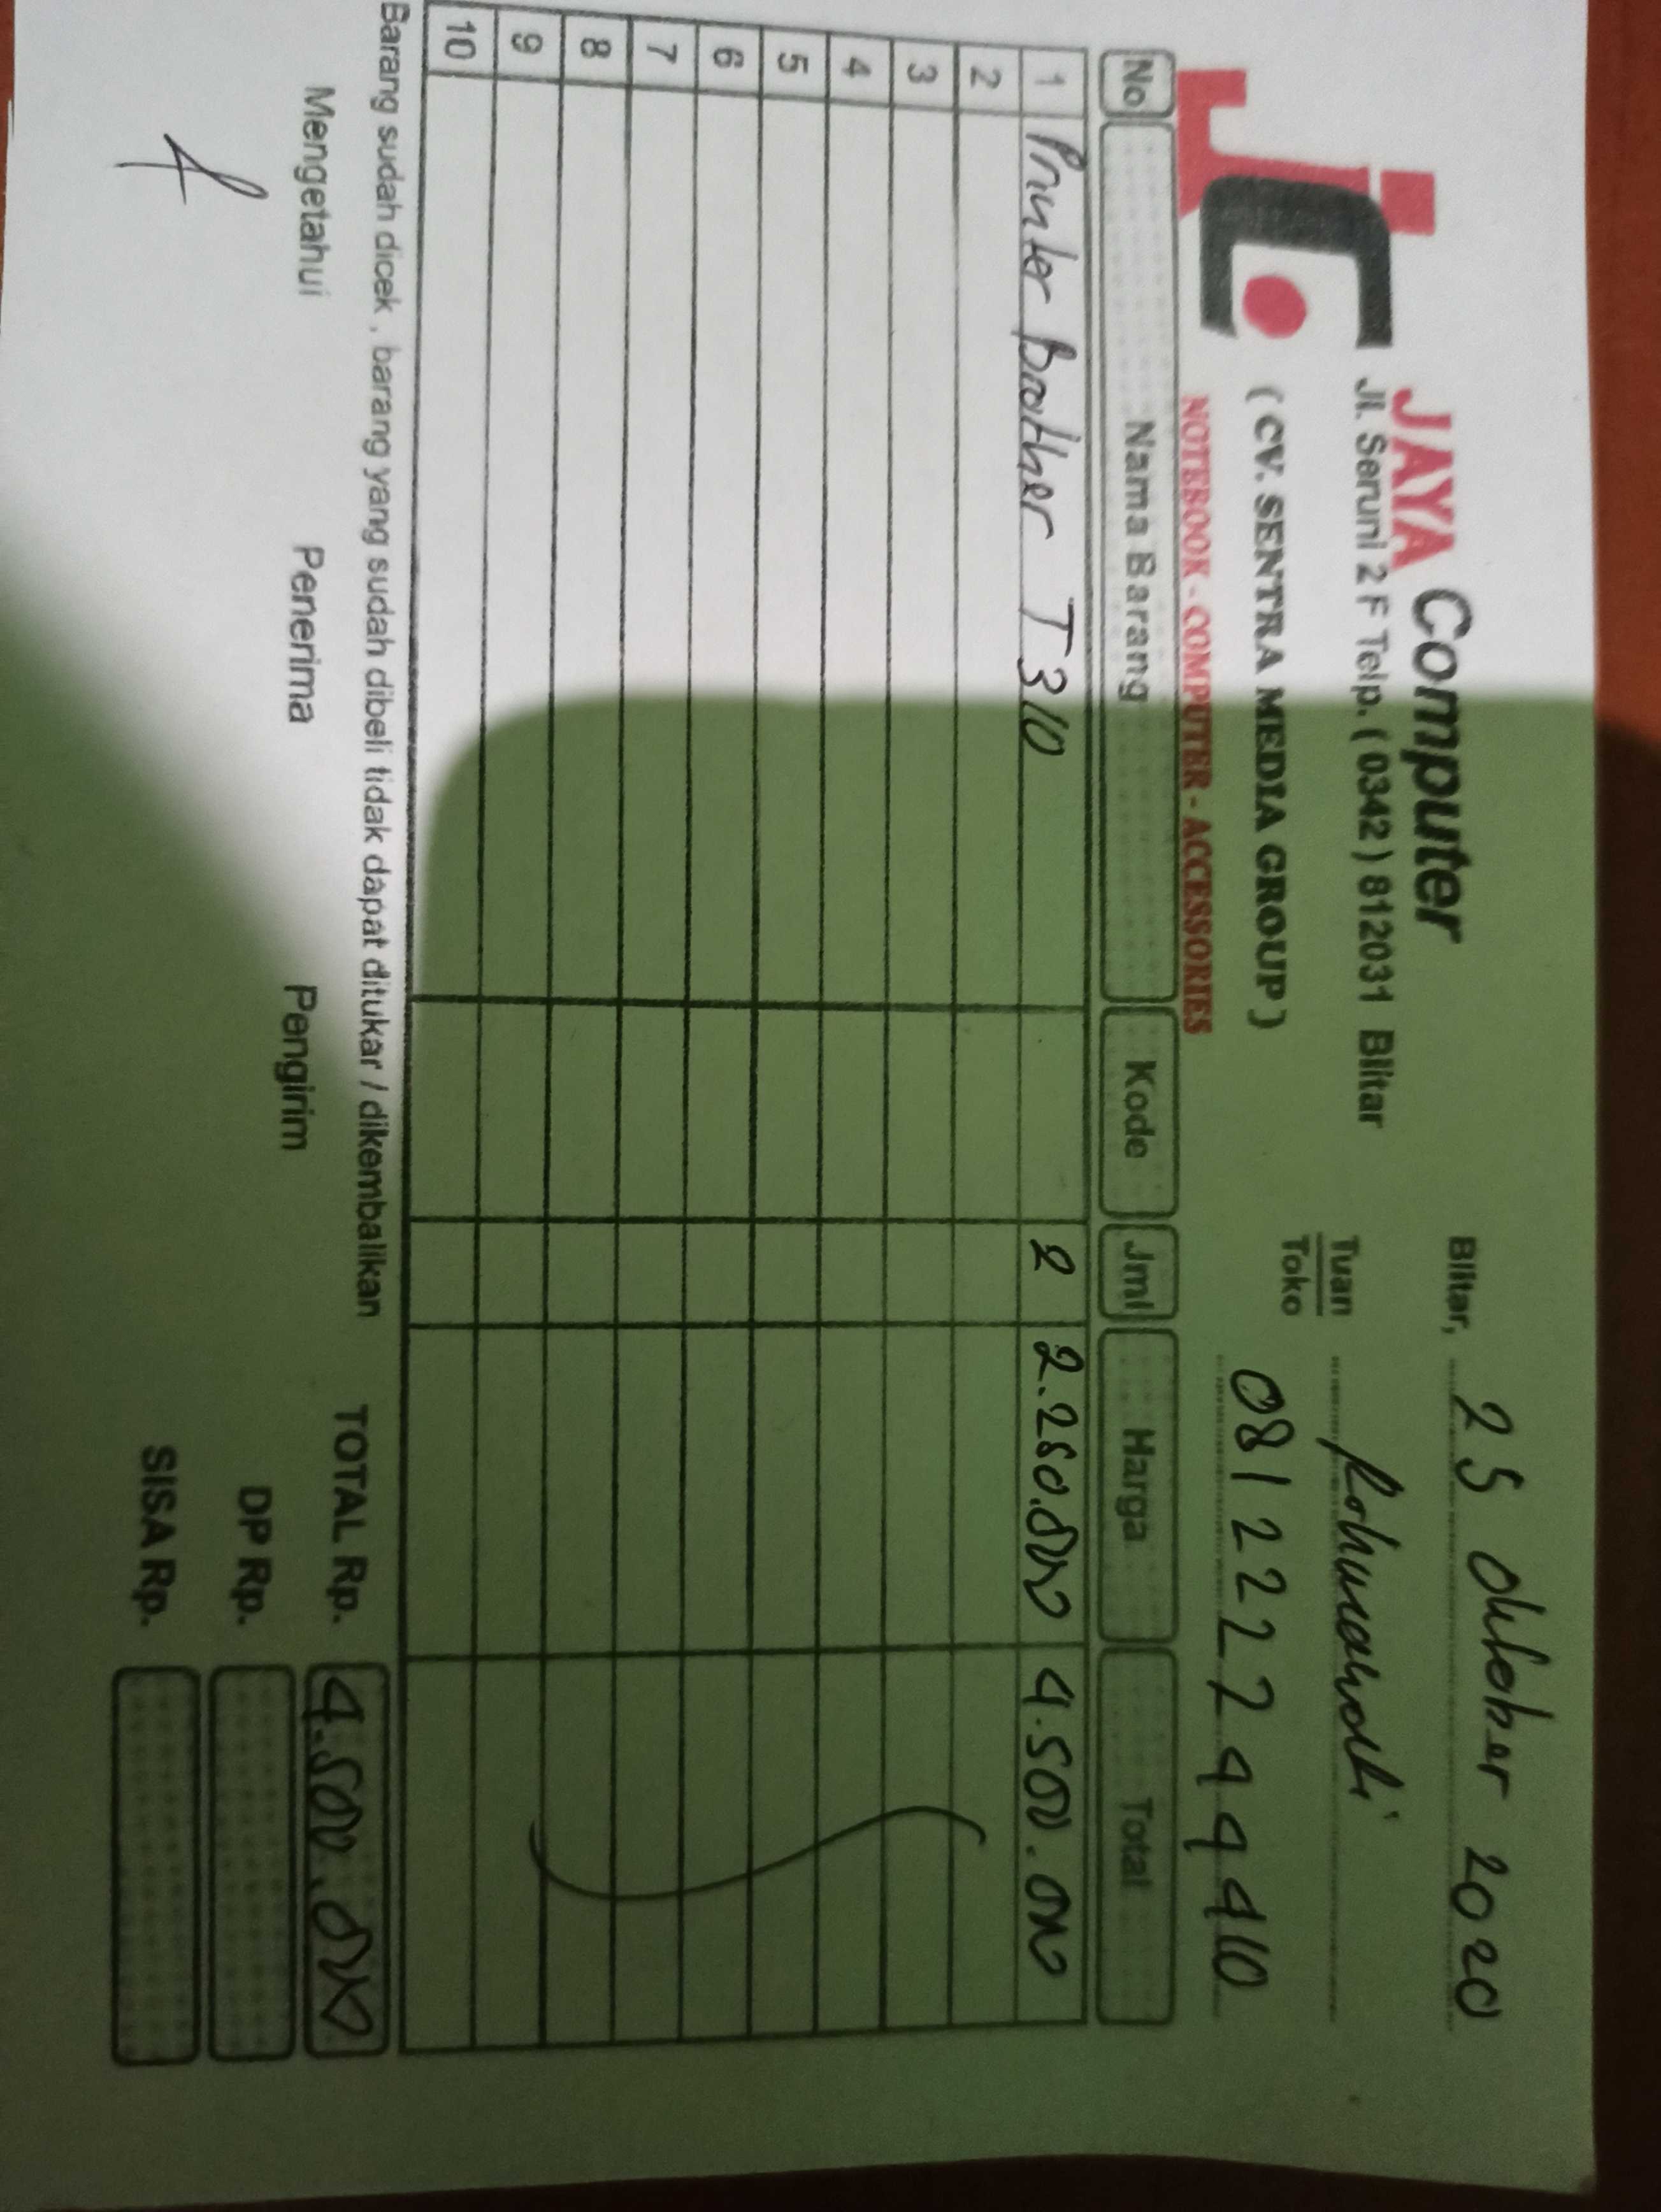 JAYA Computer
Jl. Seruni 2 F Telp. ( 0342 ) 812031 Blitar
( CV. SENTRA MEDIA GROUP )
NOTEBOOK - COMPUTER - ACCESSORIES
Blitar, 25 Oktober 2020
Tuan
Toko
081222 24410
No Nama Barang Kode Jml Harga Total
1 Printer Brother T310 2 2.250.000 4.500.000
2
3
4
5
6
7
8
9
10
Barang sudah dicek , barang yang sudah dibeli tidak dapat ditukar / dikembalikan
TOTAL Rp. 4.500.000
Mengetahui Penerima Pengirim
DP Rp.
SISA Rp.